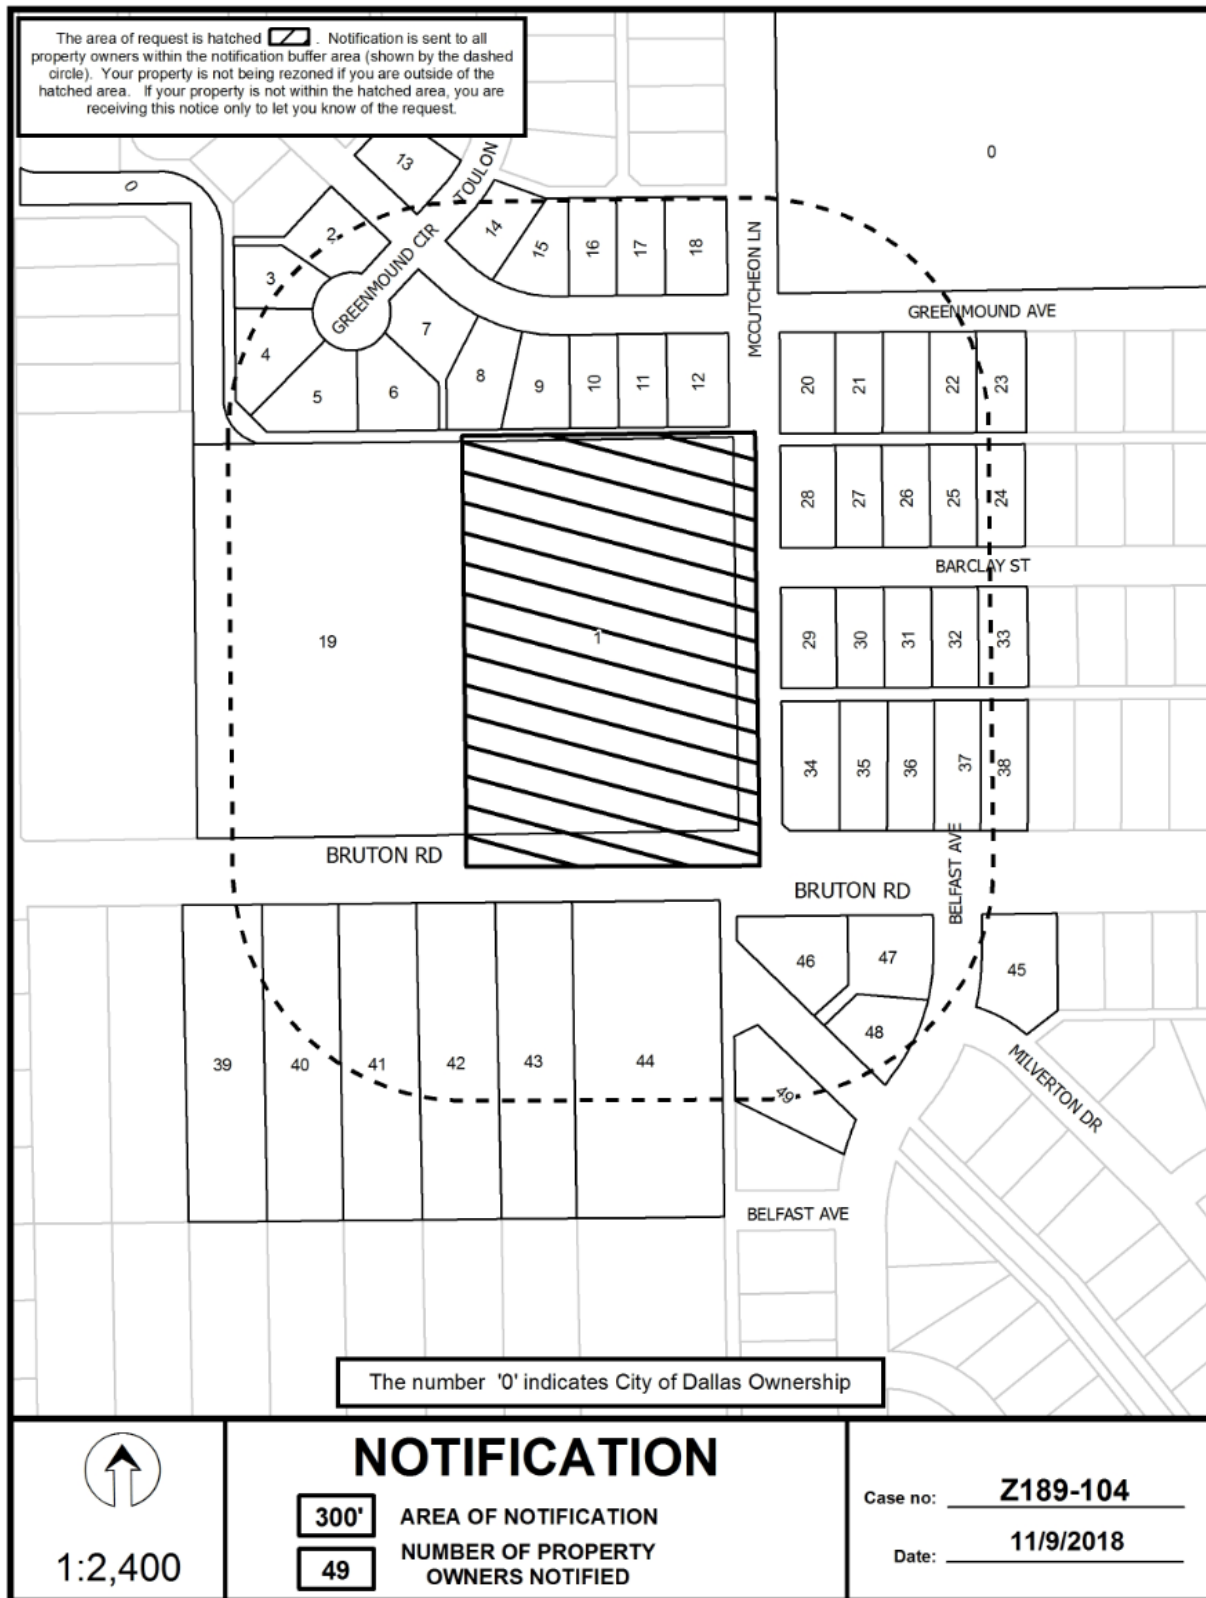 The area of request is hatched . Notification is sent to all
property owners within the notification buffer area (shown by the dashed
circle). Your property is not being rezoned if you are outside of the
hatched area. If your property is not within the hatched area, you are
receiving this notice only to let you know of the request.
0
0
13
TOULON
2
14
15
16
17
18
MCCUTCHEON LN
3
GREENMOUND CIR
GREENMOUND AVE
7
4
5
6
8
9
10
11
12
20
21
22
23
28
27
26
25
24
BARCLAY ST
19
1
29
30
31
32
33
34
35
36
37
38
BRUTON RD
BRUTON RD
BELFAST AVE
46
47
45
48
39
40
41
42
43
44
49
MILVERTON DR
BELFAST AVE
The number '0' indicates City of Dallas Ownership
1:2,400
NOTIFICATION
300' AREA OF NOTIFICATION
49 NUMBER OF PROPERTY
OWNERS NOTIFIED
Case no: Z189-104
Date: 11/9/2018